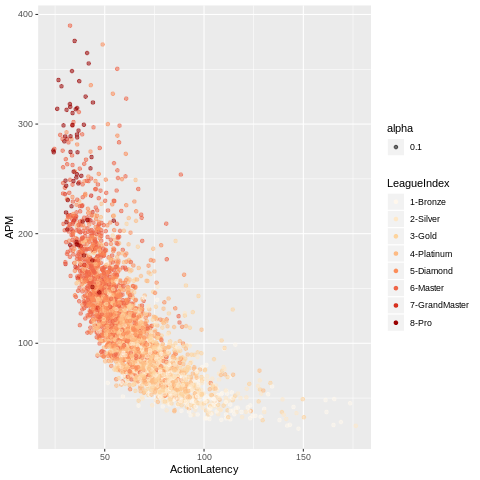 400
300
200
100
APM
50
100
150
ActionLatency
alpha
0.1
LeagueIndex
1-Bronze
2-Silver
3-Gold
4-Platinum
5-Diamond
6-Master
7-GrandMaster
8-Pro